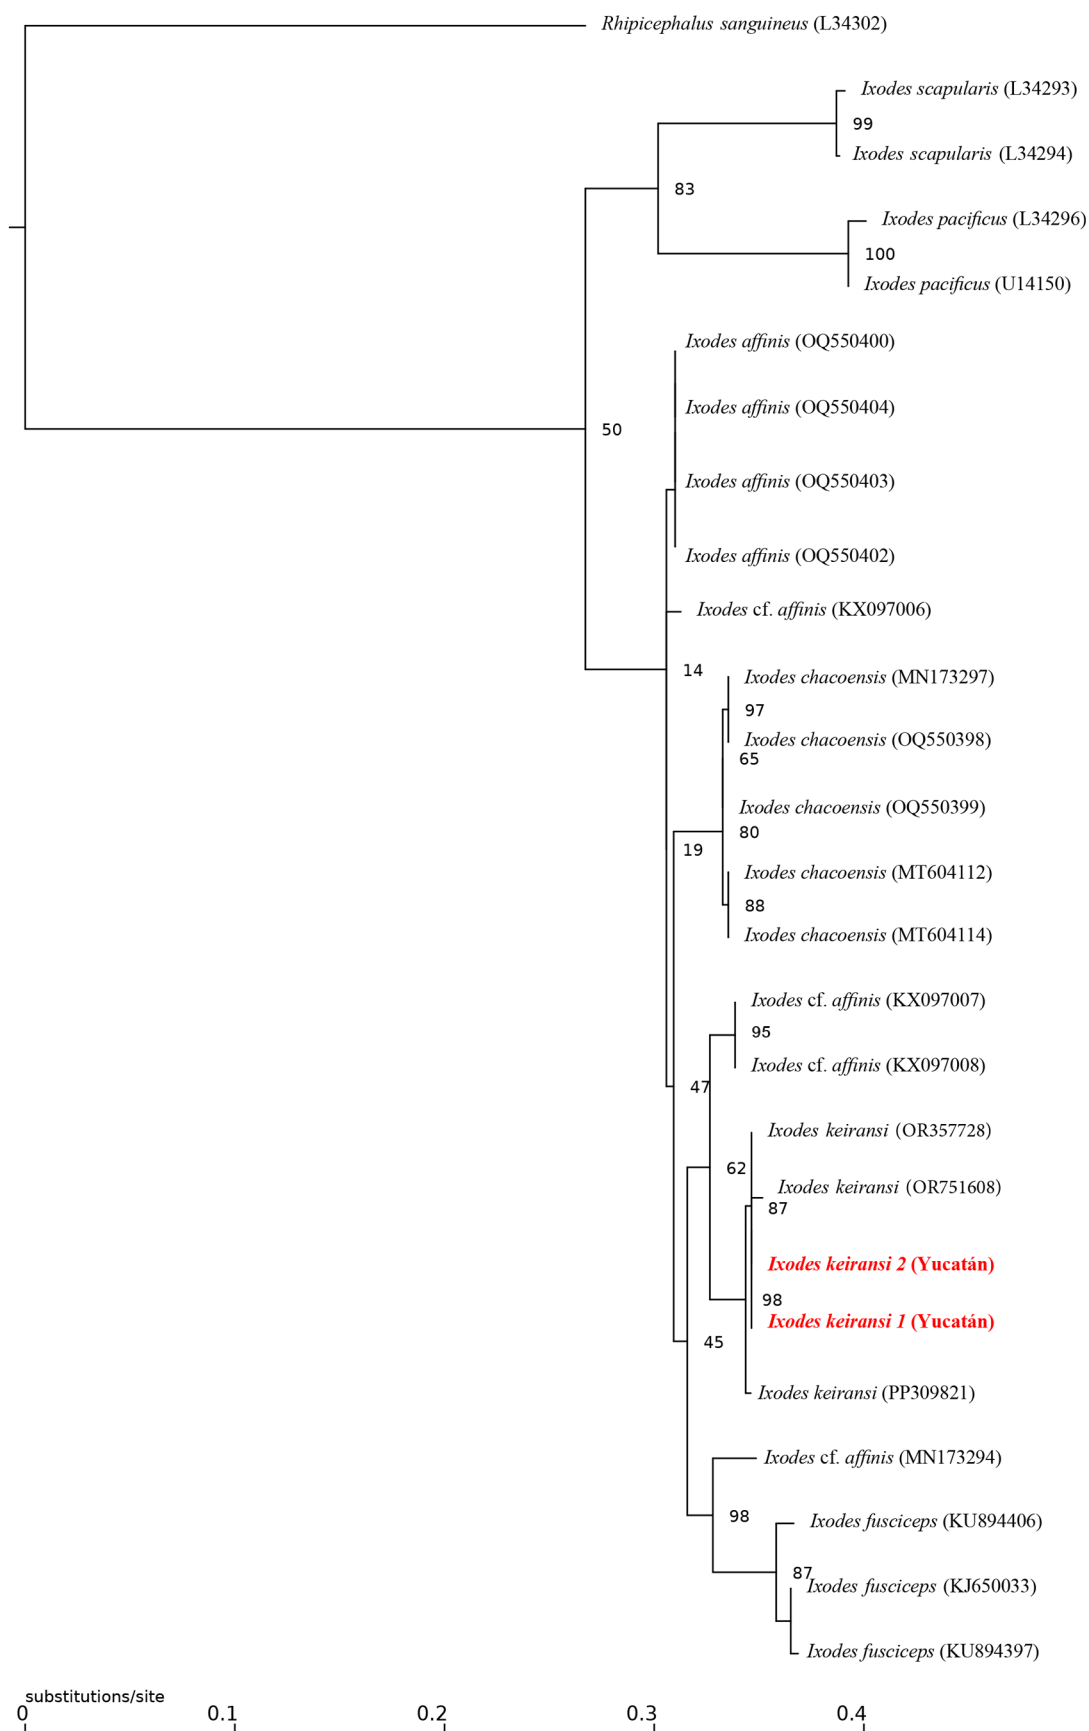 Rhipicephalus sanguineus (L34302)
Ixodes scapularis (L34293)
99
Ixodes scapularis (L34294)
83
Ixodes pacificus (L34296)
100
Ixodes pacificus (U14150)
Ixodes affinis (OQ550400)
Ixodes affinis (OQ550404)
50
Ixodes affinis (OQ550403)
Ixodes affinis (OQ550402)
Ixodes cf. affinis (KX097006)
14
Ixodes chacoensis (MN173297)
97
Ixodes chacoensis (OQ550398)
65
Ixodes chacoensis (OQ550399)
80
19
Ixodes chacoensis (MT604112)
88
Ixodes chacoensis (MT604114)
Ixodes cf. affinis (KX097007)
95
Ixodes cf. affinis (KX097008)
47
Ixodes keiransi (OR357728)
62
Ixodes keiransi (OR751608)
87
Ixodes keiransi 2 (Yucatán)
98
Ixodes keiransi 1 (Yucatán)
45
Ixodes keiransi (PP309821)
Ixodes cf. affinis (MN173294)
98
Ixodes fusciceps (KU894406)
87
Ixodes fusciceps (KJ650033)
Ixodes fusciceps (KU894397)
substitutions/site
0 0.1 0.2 0.3 0.4